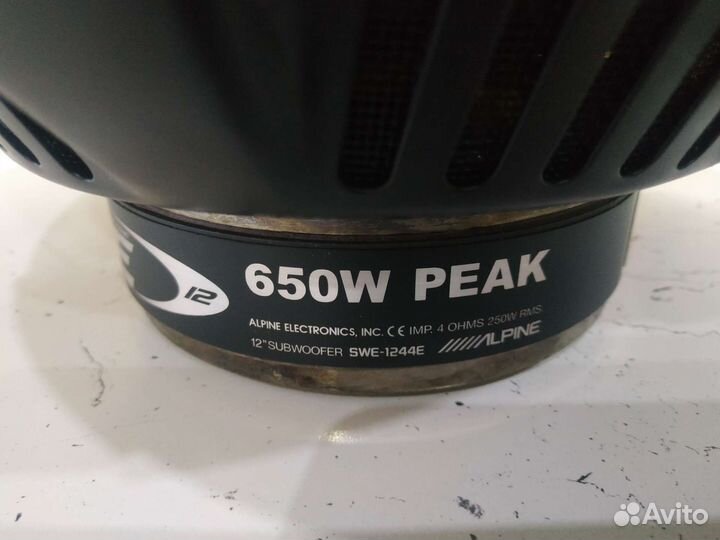 E 12
650W PEAK
ALPINE ELECTRONICS, INC. CE IMP. 4 OHMS 250W RMS.
12" SUBWOOFER SWE-1244E ALPINE
Avito